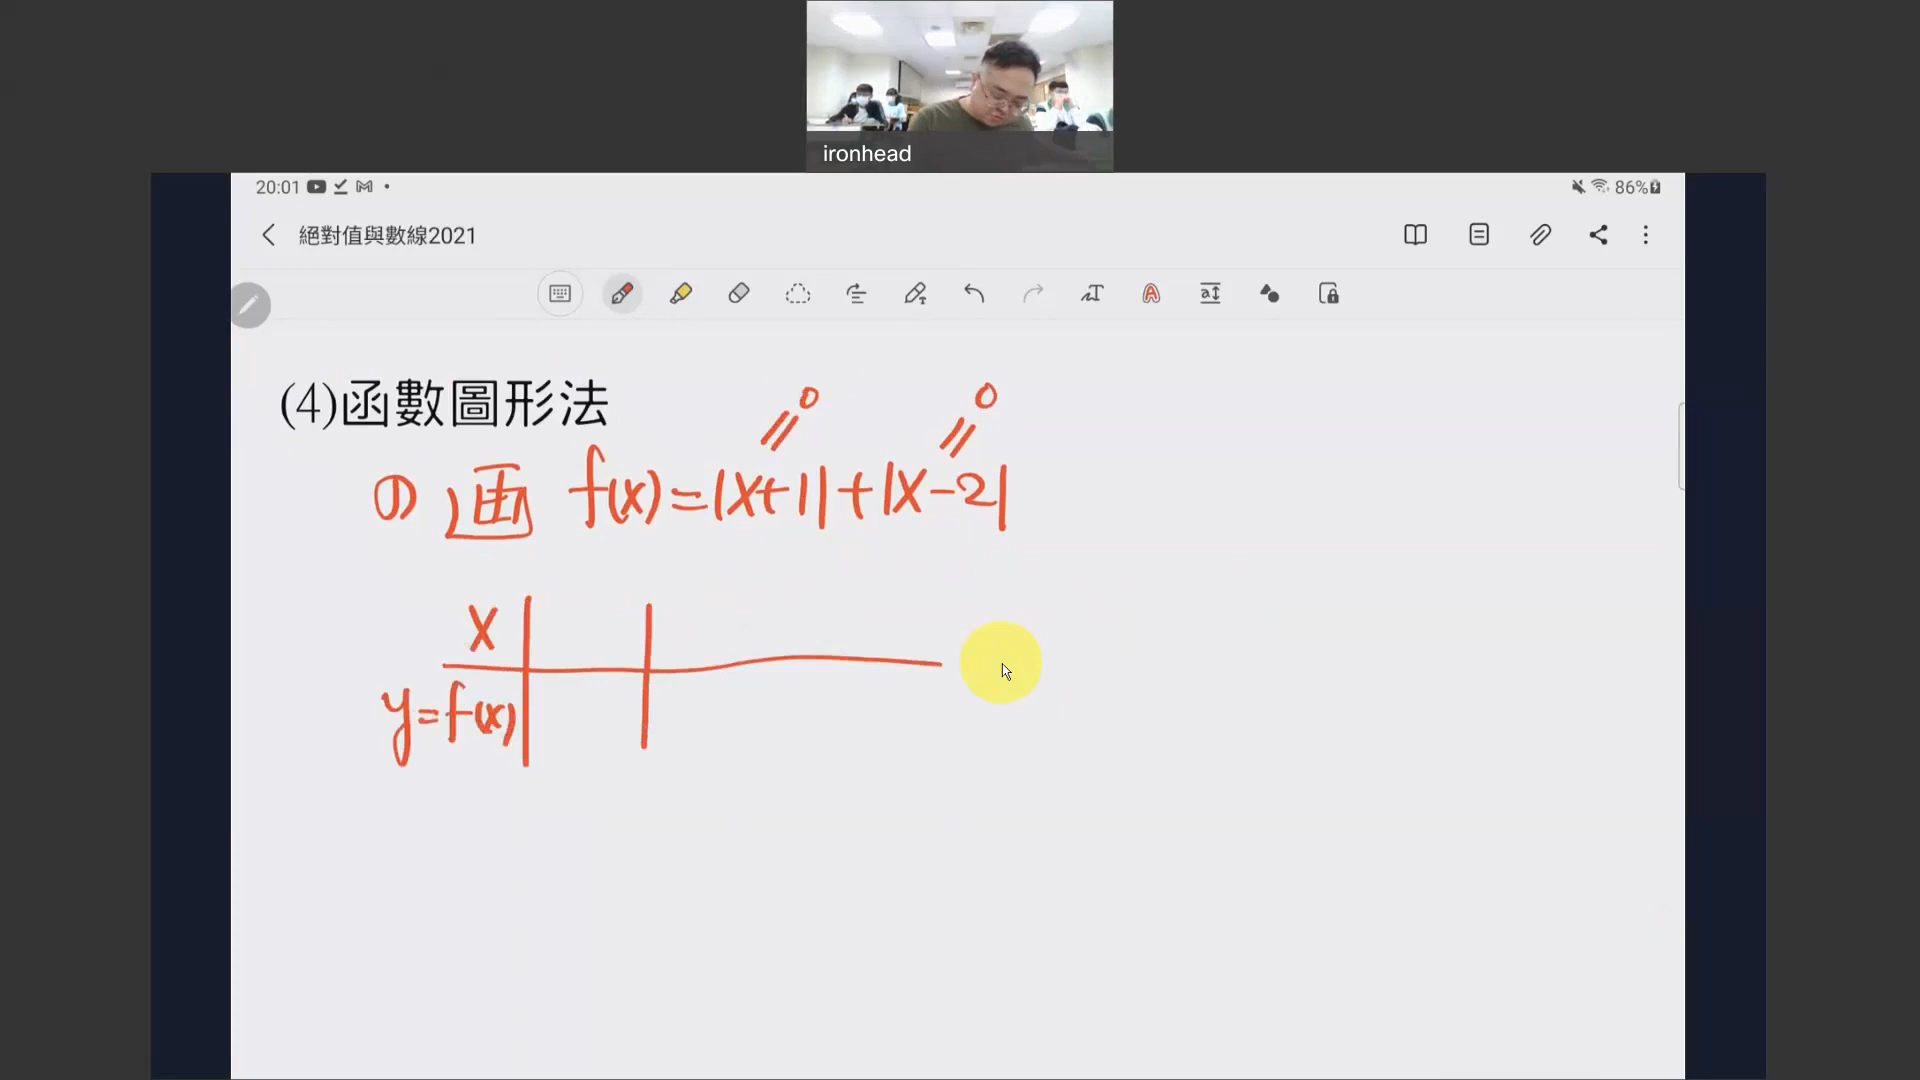 ironhead
20:01
86%
絕對值與數線2021
(4)函數圖形法
0 0
① 画 f(x)=|x+1|+|x-2|
x
y=f(x)